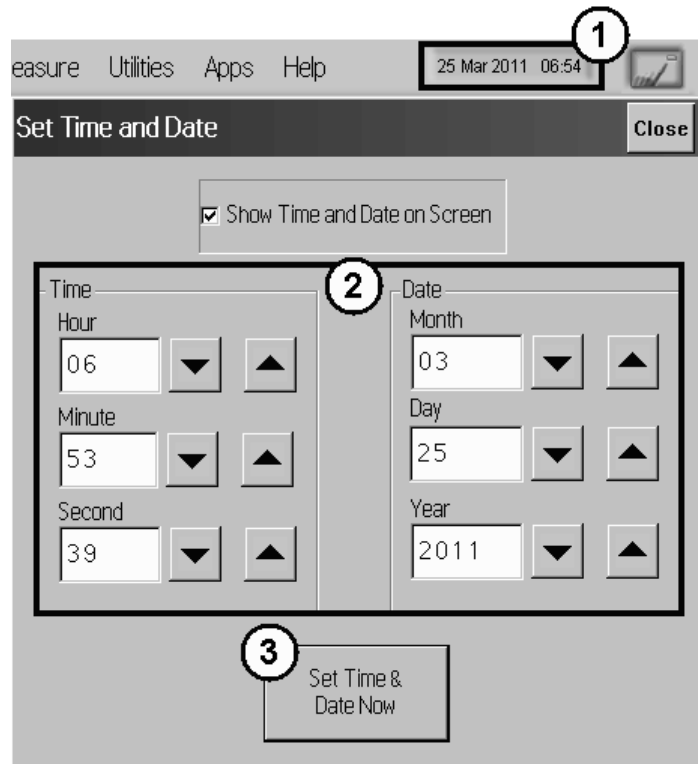 1
easure Utilities Apps Help 25 Mar 2011 06:54
Set Time and Date Close
Show Time and Date on Screen
2
Time Date
Hour Month
06 03
Minute Day
53 25
Second Year
39 2011
3
Set Time &
Date Now